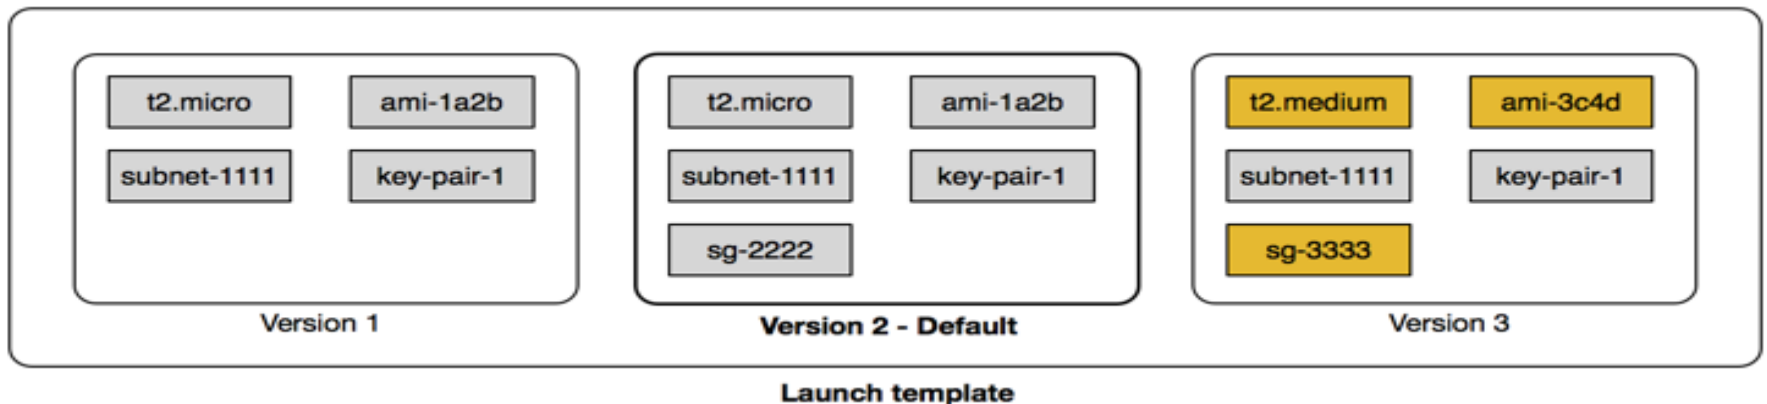 t2.micro ami-1a2b
subnet-1111 key-pair-1
Version 1
t2.micro ami-1a2b
subnet-1111 key-pair-1
sg-2222
Version 2 - Default
t2.medium ami-3c4d
subnet-1111 key-pair-1
sg-3333
Version 3
Launch template